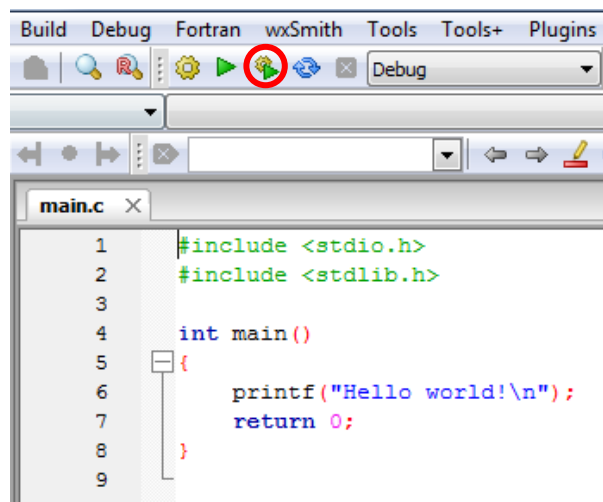 Build Debug Fortran wxSmith Tools Tools+ Plugins
Debug
main.c
1 #include <stdio.h>
2 #include <stdlib.h>
3
4 int main()
5 {
6 printf("Hello world!\n");
7 return 0;
8 }
9